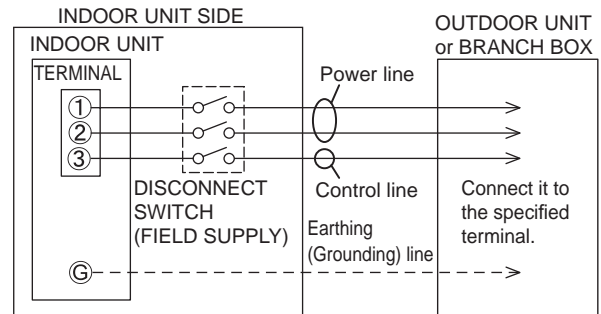 INDOOR UNIT SIDE
INDOOR UNIT
TERMINAL
1
2
3
G
DISCONNECT
SWITCH
(FIELD SUPPLY)
Power line
Control line
Earthing
(Grounding) line
OUTDOOR UNIT
or BRANCH BOX
Connect it to
the specified
terminal.